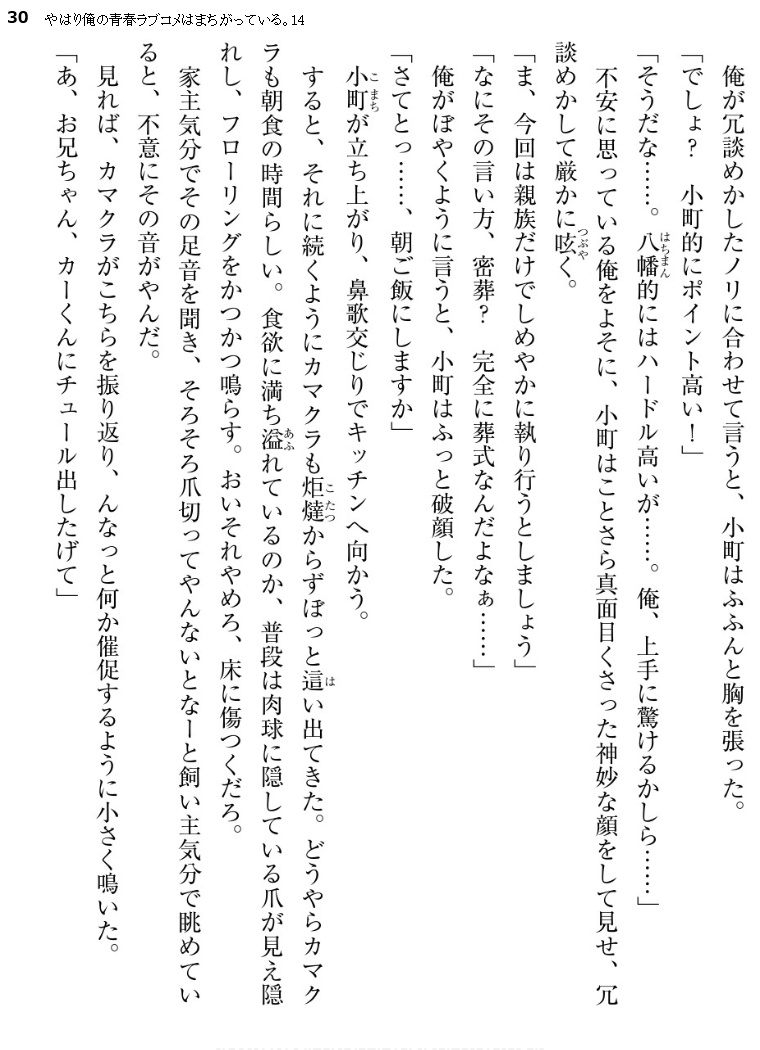 30 やはり俺の青春ラブコメはまちがっている。14
　俺が冗談めかしたノリに合わせて言うと、小町はふふんと胸を張った。
「でしょ？　小町的にポイント高い！」
「そうだな……。八幡的にはハードル高いが……。俺、上手に驚けるかしら……」
　不安に思っている俺をよそに、小町はことさら真面目くさった神妙な顔をして見せ、冗
談めかして厳かに呟く。
「ま、今回は親族だけでしめやかに執り行うとしましょう」
「なにその言い方、密葬？　完全に葬式なんだよなぁ……」
　俺がぼやくように言うと、小町はふっと破顔した。
「さてとっ……、朝ご飯にしますか」
　小町が立ち上がり、鼻歌交じりでキッチンへ向かう。
　すると、それに続くようにカマクラも炬燵からずぼっと這い出てきた。どうやらカマク
ラも朝食の時間らしい。食欲に満ち溢れているのか、普段は肉球に隠している爪が見え隠
れし、フローリングをかつかつ鳴らす。おいそれやめろ、床に傷つくだろ。
　家主気分でその足音を聞き、そろそろ爪切ってやんないとなーと飼い主気分で眺めてい
ると、不意にその音がやんだ。
　見れば、カマクラがこちらを振り返り、んなっと何か催促するように小さく鳴いた。
「あ、お兄ちゃん、カーくんにチュール出したげて」